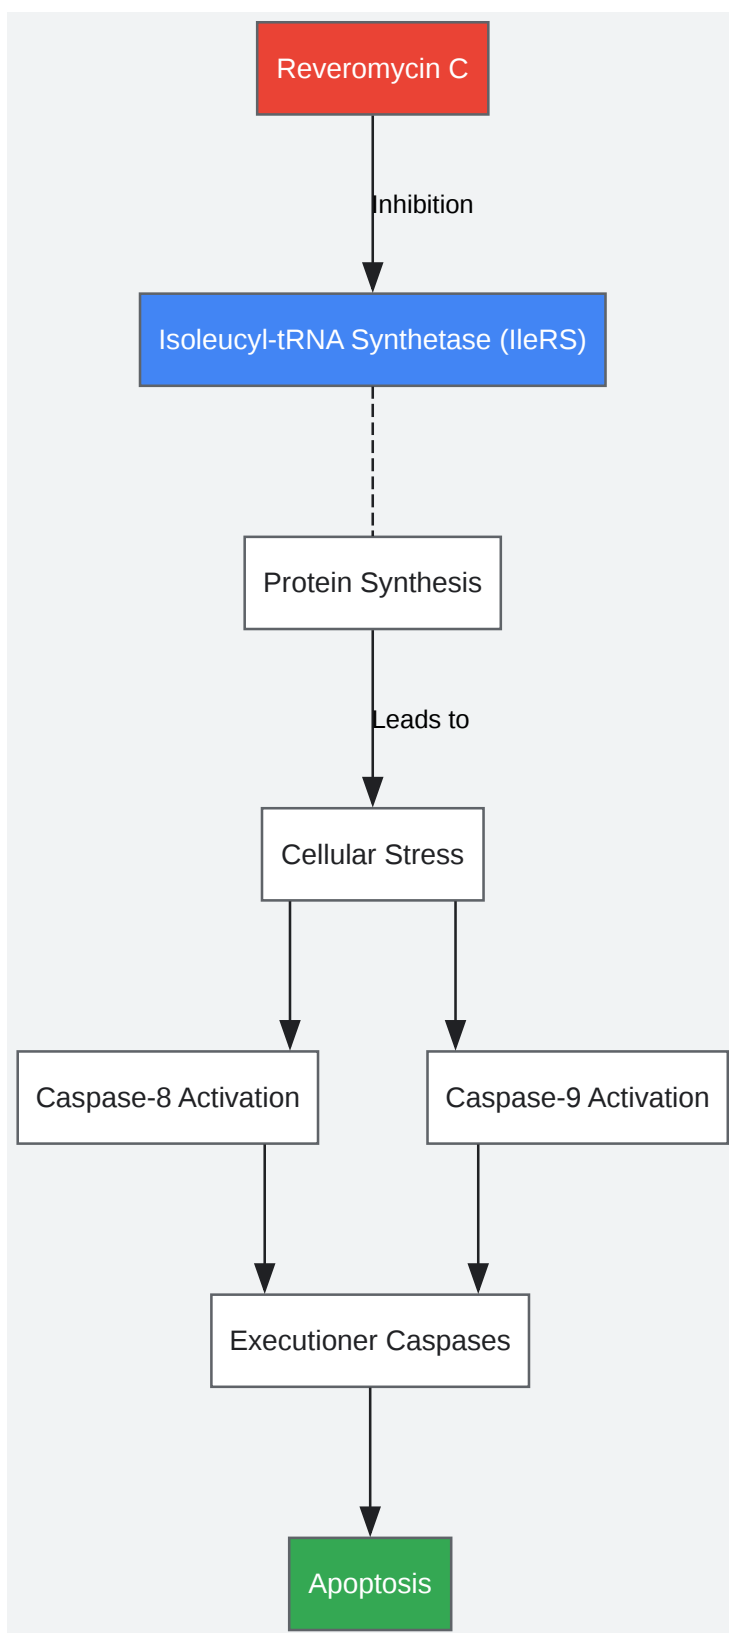 Reveromycin C
Inhibition
Isoleucyl-tRNA Synthetase (IleRS)
Protein Synthesis
Leads to
Cellular Stress
Caspase-8 Activation
Caspase-9 Activation
Executioner Caspases
Apoptosis